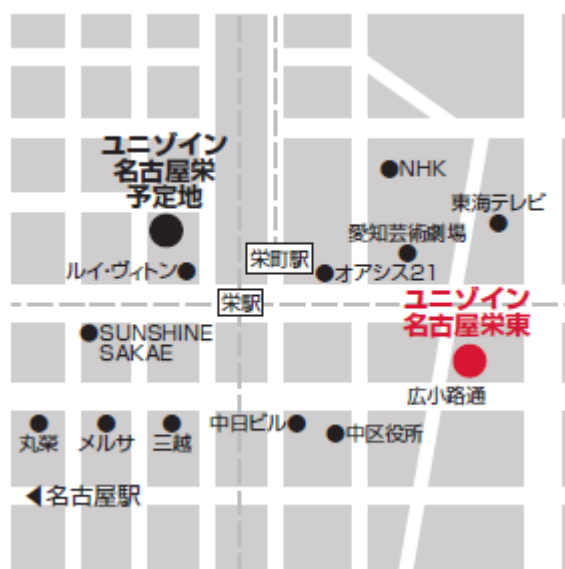 ユニゾイン
名古屋栄
予定地
NHK
東海テレビ
愛知芸術劇場
栄町駅
ルイ・ヴィトン
オアシス21
栄駅
ユニゾイン
名古屋栄東
SUNSHINE
SAKAE
広小路通
丸榮
メルサ
三越
中日ビル
中区役所
◀名古屋駅